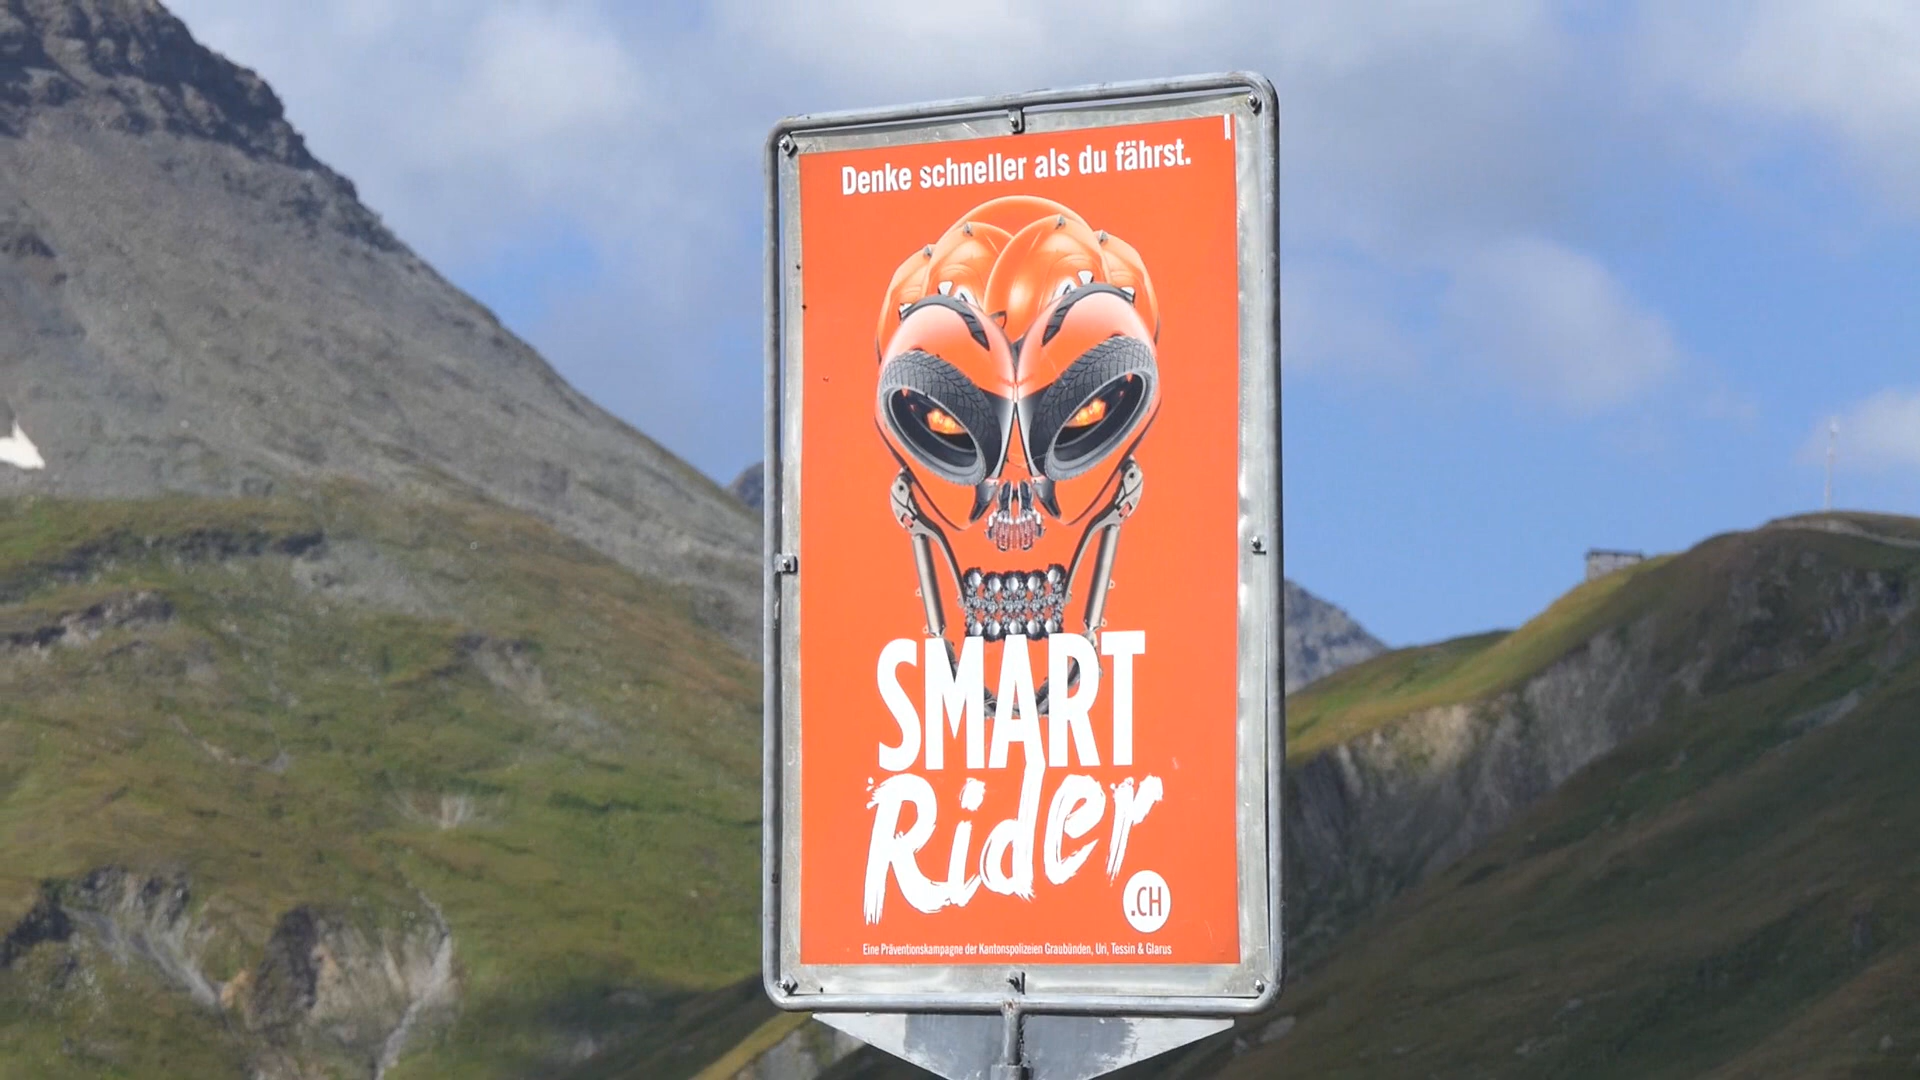 Denke schneller als du fährst.
SMART
Rider
.CH
Eine Präventionskampagne der Kantonspolizeien Graubünden, Uri, Tessin & Glarus